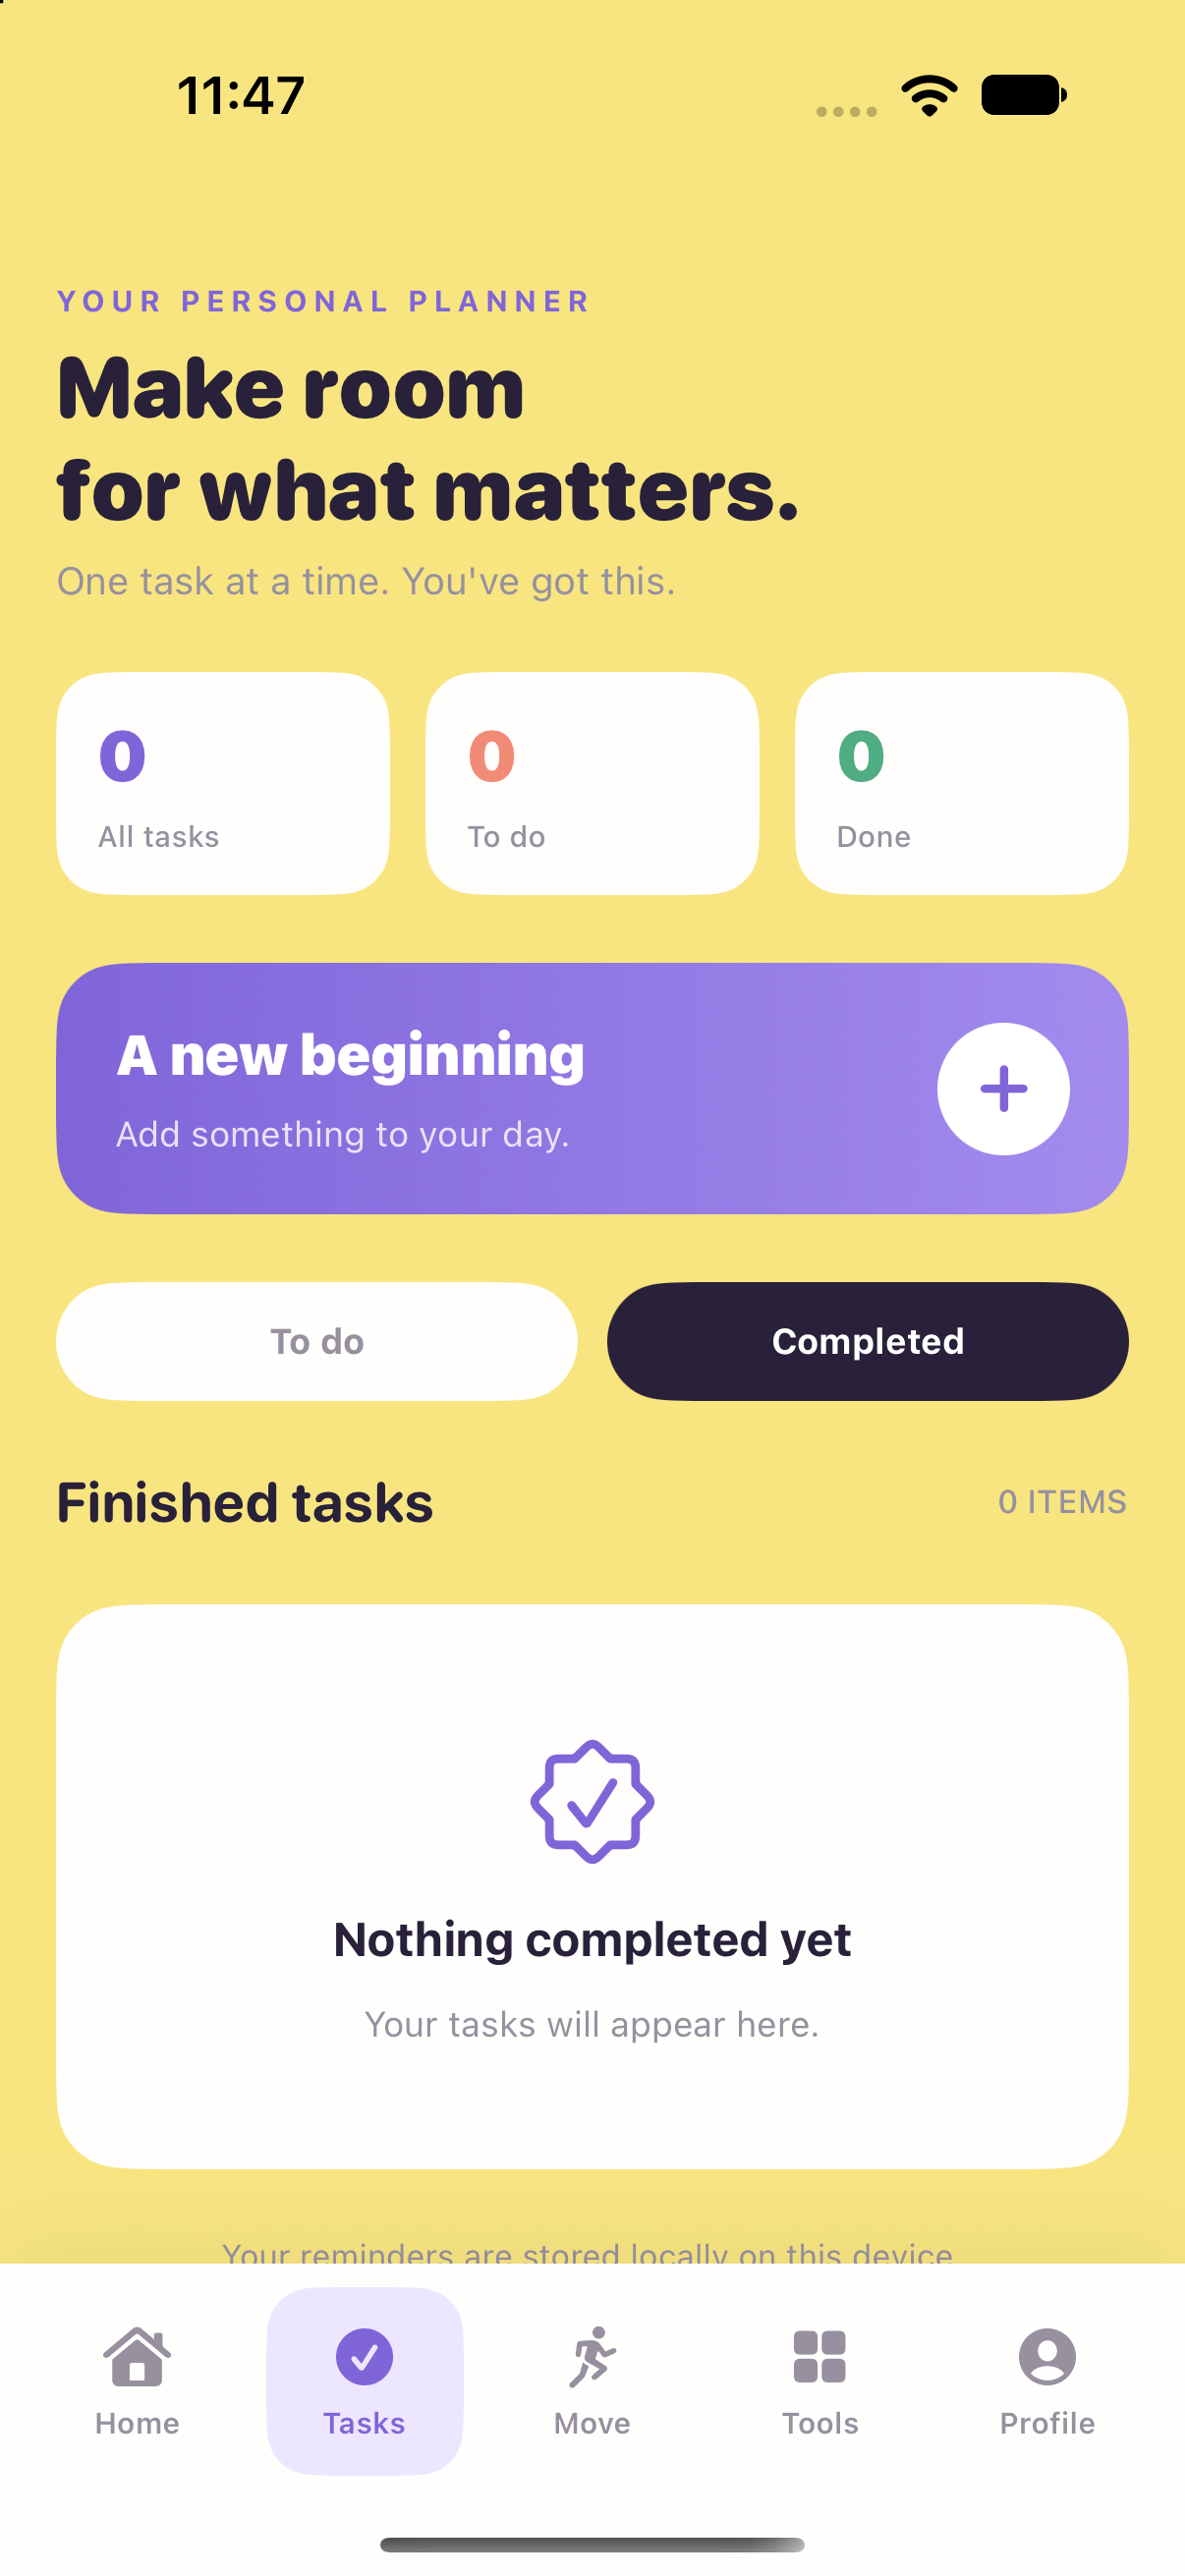 11:47
YOUR PERSONAL PLANNER
Make room
for what matters.
One task at a time. You've got this.
0
All tasks
0
To do
0
Done
A new beginning
Add something to your day.
To do
Completed
Finished tasks
0 ITEMS
Nothing completed yet
Your tasks will appear here.
Your reminders are stored locally on this device
Home
Tasks
Move
Tools
Profile